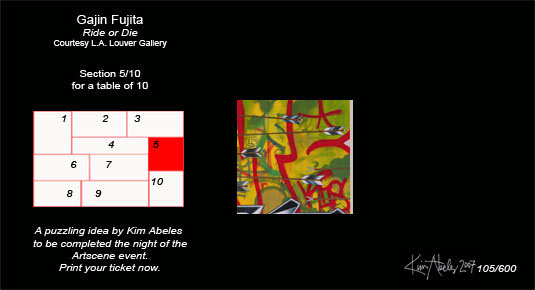 Gajin Fujita
Ride or Die
Courtesy L.A. Louver Gallery
Section 5/10
for a table of 10
1 2 3
4 5
6 7
8 9 10
A puzzling idea by Kim Abeles
to be completed the night of the
Artscene event.
Print your ticket now.
Kim Abeles 2007 105/600